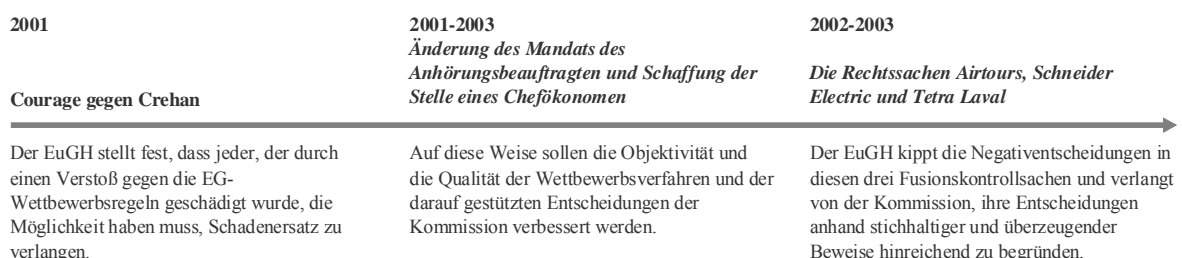 2001
Courage gegen Crehan
Der EuGH stellt fest, dass jeder, der durch
einen Verstoß gegen die EG-
Wettbewerbsregeln geschädigt wurde, die
Möglichkeit haben muss, Schadenersatz zu
verlangen.
2001-2003
Änderung des Mandats des
Anhörungsbeauftragten und Schaffung der
Stelle eines Chefökonomen
Auf diese Weise sollen die Objektivität und
die Qualität der Wettbewerbsverfahren und der
darauf gestützten Entscheidungen der
Kommission verbessert werden.
2002-2003
Die Rechtssachen Airtours, Schneider
Electric und Tetra Laval
Der EuGH kippt die Negativentscheidungen in
diesen drei Fusionskontrollsachen und verlangt
von der Kommission, ihre Entscheidungen
anhand stichhaltiger und überzeugender
Beweise hinreichend zu begründen.